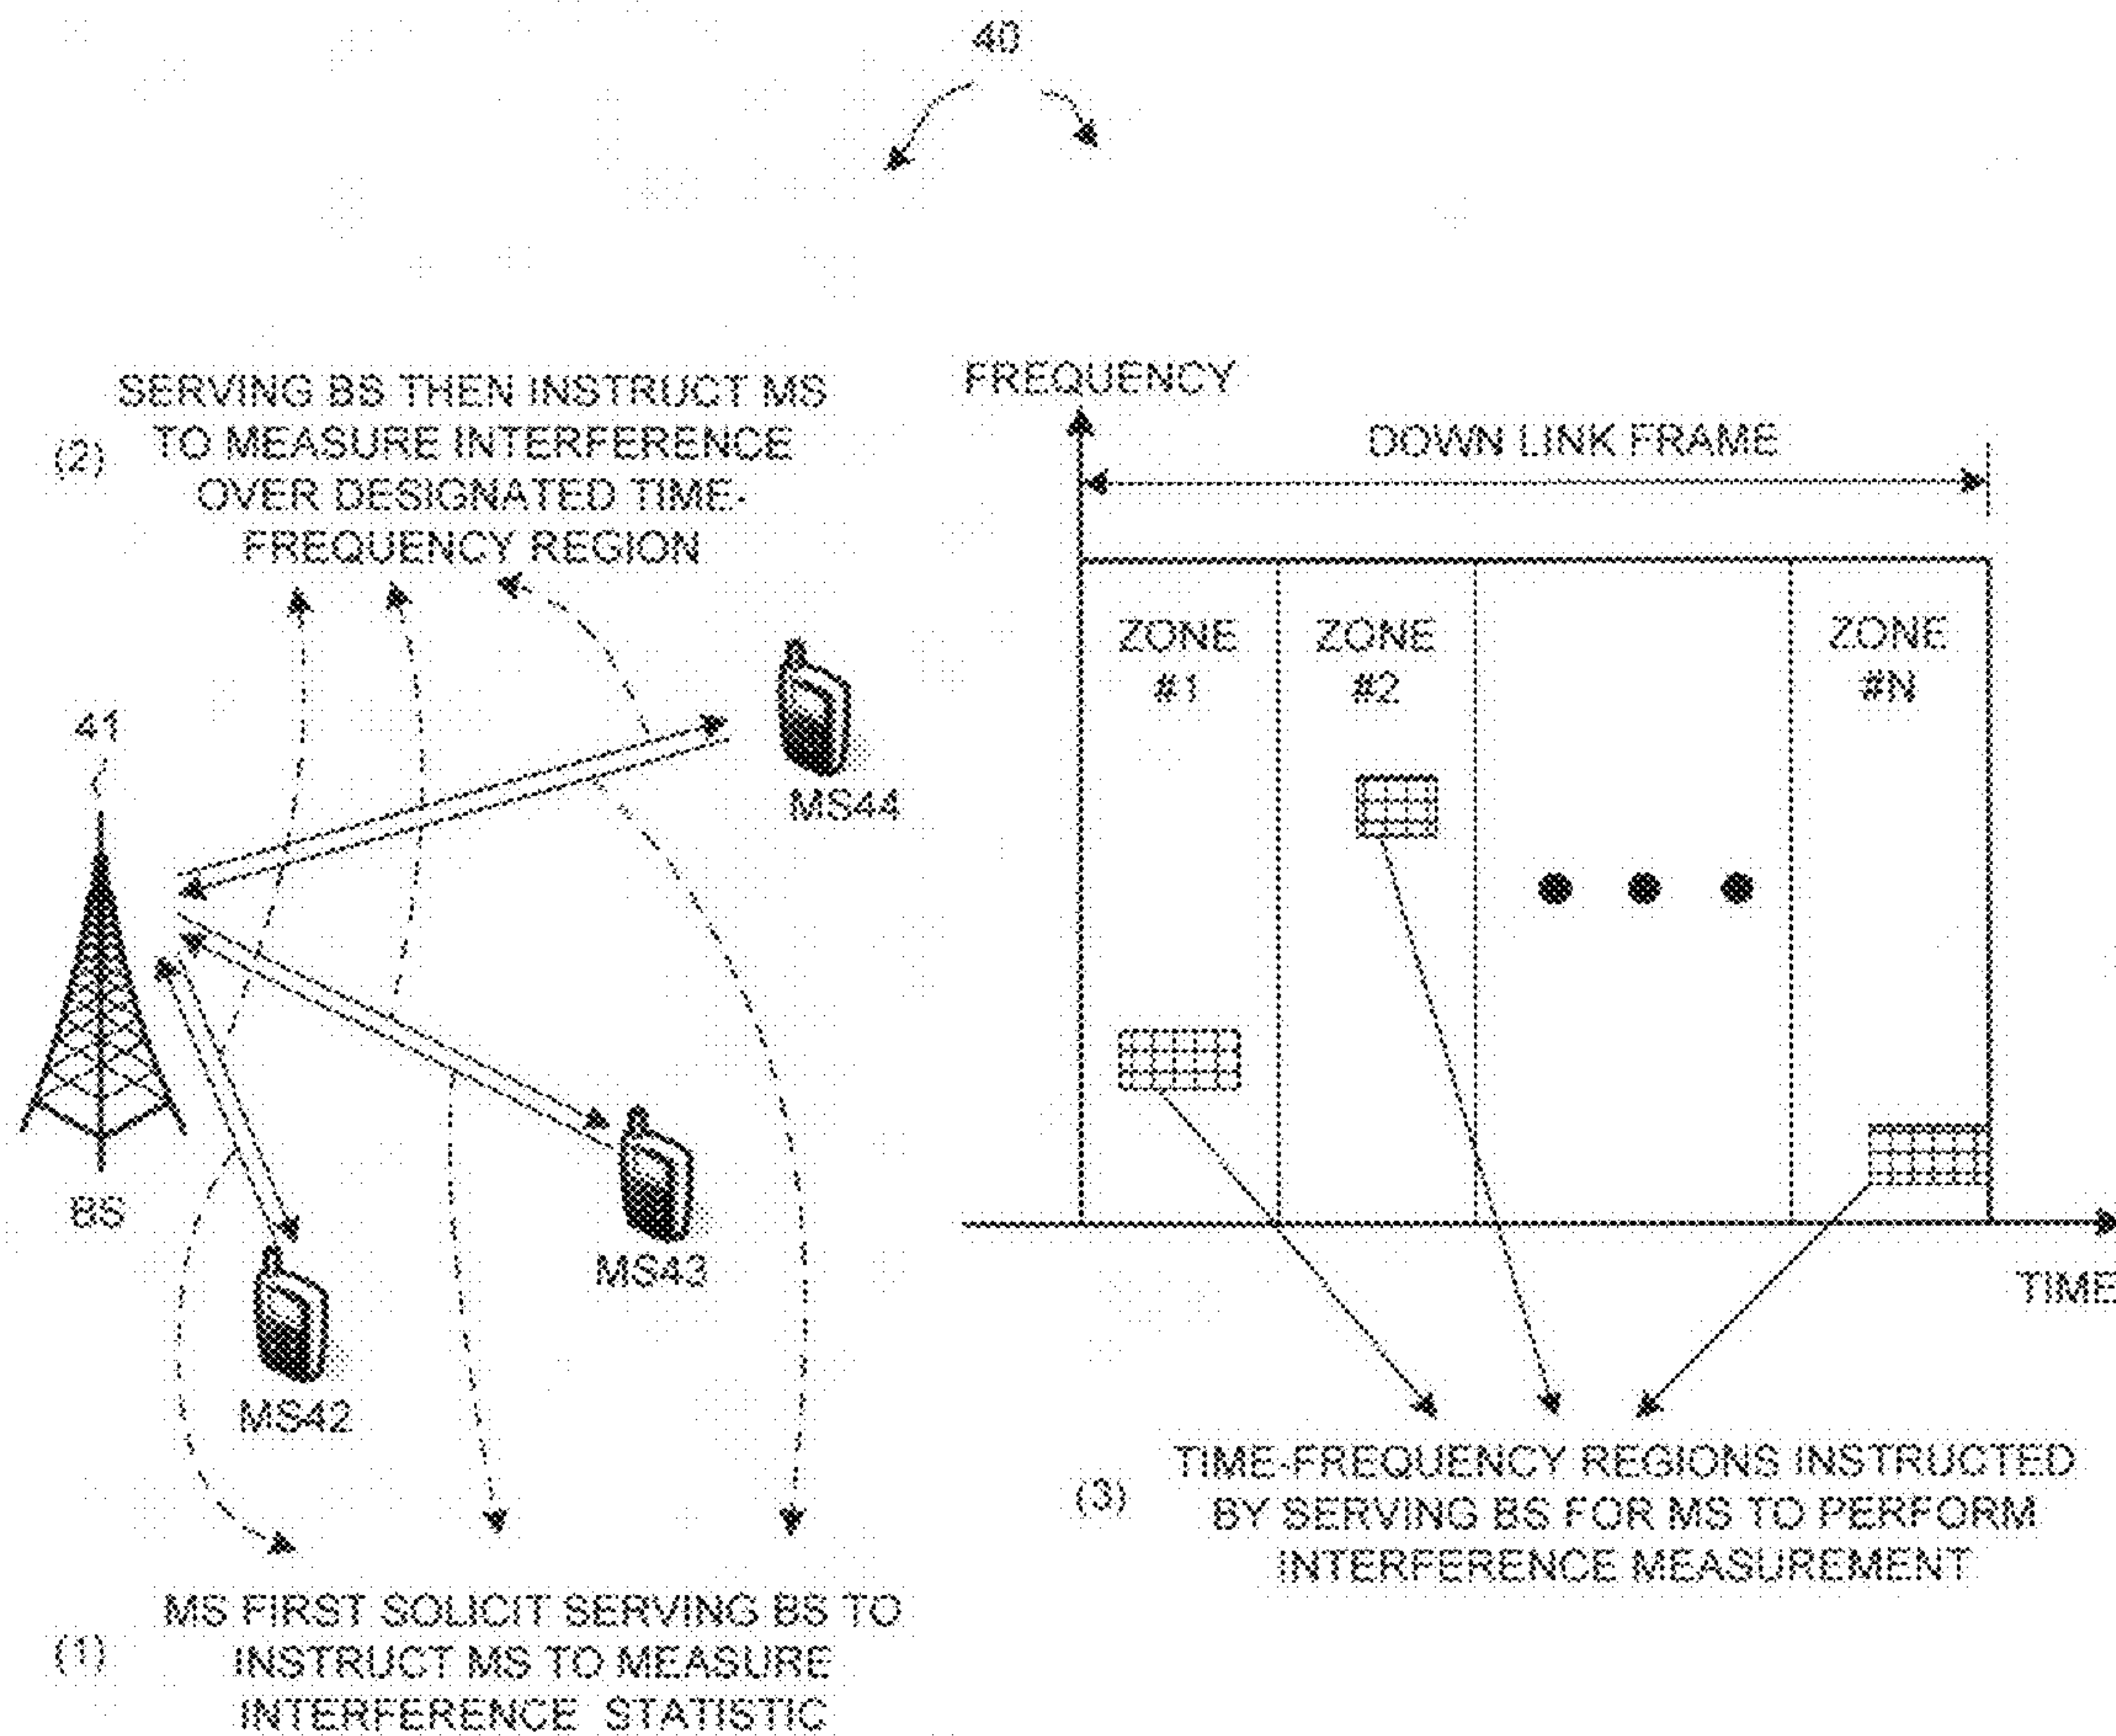 40
SERVING BS THEN INSTRUCT MS
(2) TO MEASURE INTERFERENCE
OVER DESIGNATED TIME-
FREQUENCY REGION
41
BS
MS44
MS43
MS42
(1) MS FIRST SOLICIT SERVING BS TO
INSTRUCT MS TO MEASURE
INTERFERENCE STATISTIC
FREQUENCY
DOWN LINK FRAME
ZONE
#1
ZONE
#2
ZONE
#N
TIME
(3) TIME-FREQUENCY REGIONS INSTRUCTED
BY SERVING BS FOR MS TO PERFORM
INTERFERENCE MEASUREMENT